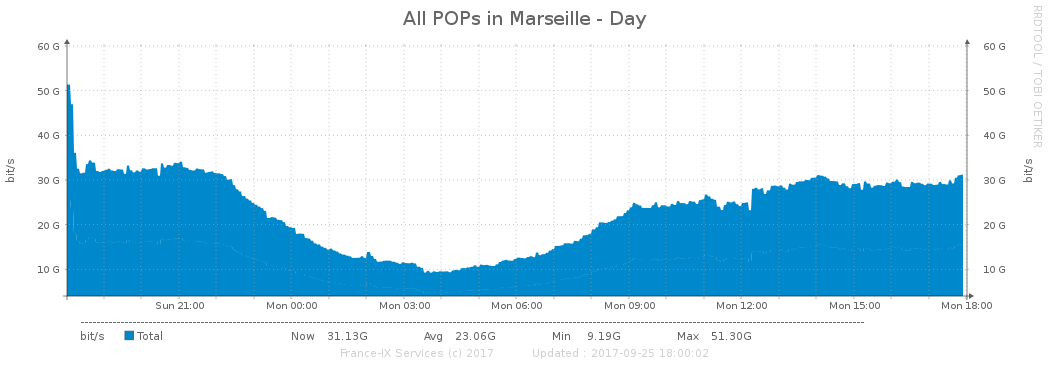 All POPs in Marseille - Day
RRDTOOL / TOBI OETIKER
60 G 60 G
50 G 50 G
40 G 40 G
30 G 30 G
20 G 20 G
10 G 10 G
bit/s
bit/s
Sun 21:00 Mon 00:00 Mon 03:00 Mon 06:00 Mon 09:00 Mon 12:00 Mon 15:00 Mon 18:00
bit/s Total Now 31.13G Avg 23.06G Min 9.19G Max 51.30G
France-IX Services (c) 2017 Updated : 2017-09-25 18:00:02